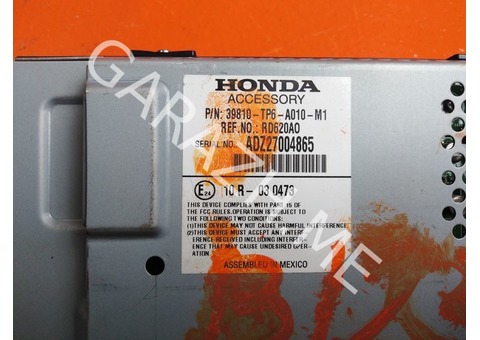 HONDA
ACCESSORY
P/N: 39810-TP6-A010-M1
REF.NO.: RD620A0
SERIAL NO. ADZ27004865
E24 10 R- 03 0473
THIS DEVICE COMPLIES WITH PART15 OF
THE FCC RULES.OPERATION IS SUBJECT TO
THE FOLLOWING TWO CONDITIONS:
(1)THIS DEVICE MAY NOT CAUSE HARMFUL INTERFERENCE.
(2)THIS DEVICE MUST ACCEPT ANY INTERF-
ERENCE RECEIVED INCLUDING INTERFER-
ENCE THAT MAY CAUSE UNDESIRED OPER-
ATION.
ASSEMBLED IN MEXICO
GARAZH.ME